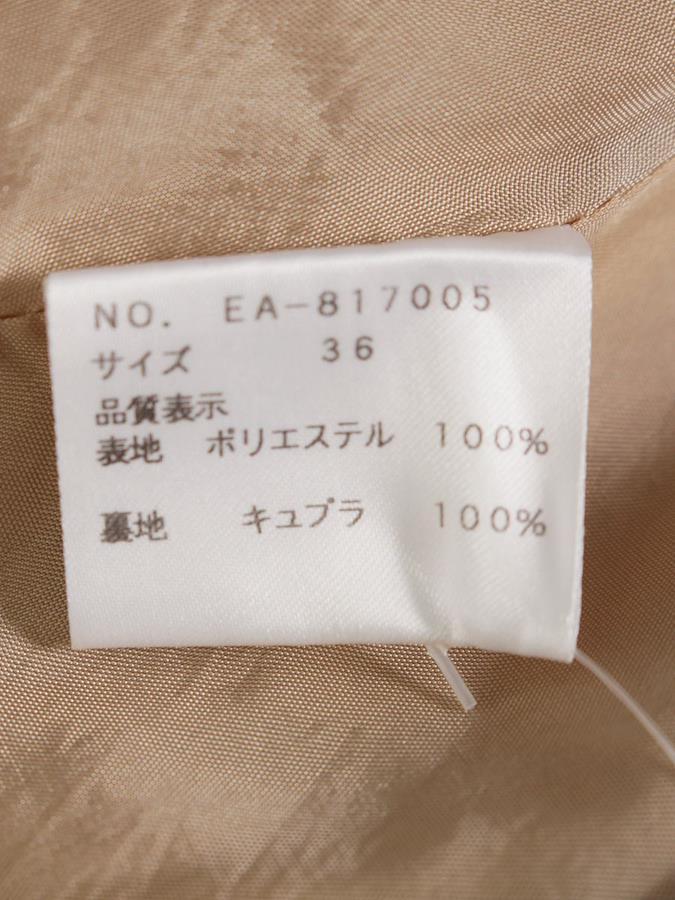 NO. EA-817005
サイズ 36
品質表示
表地 ポリエステル 100%
裏地 キュプラ 100%